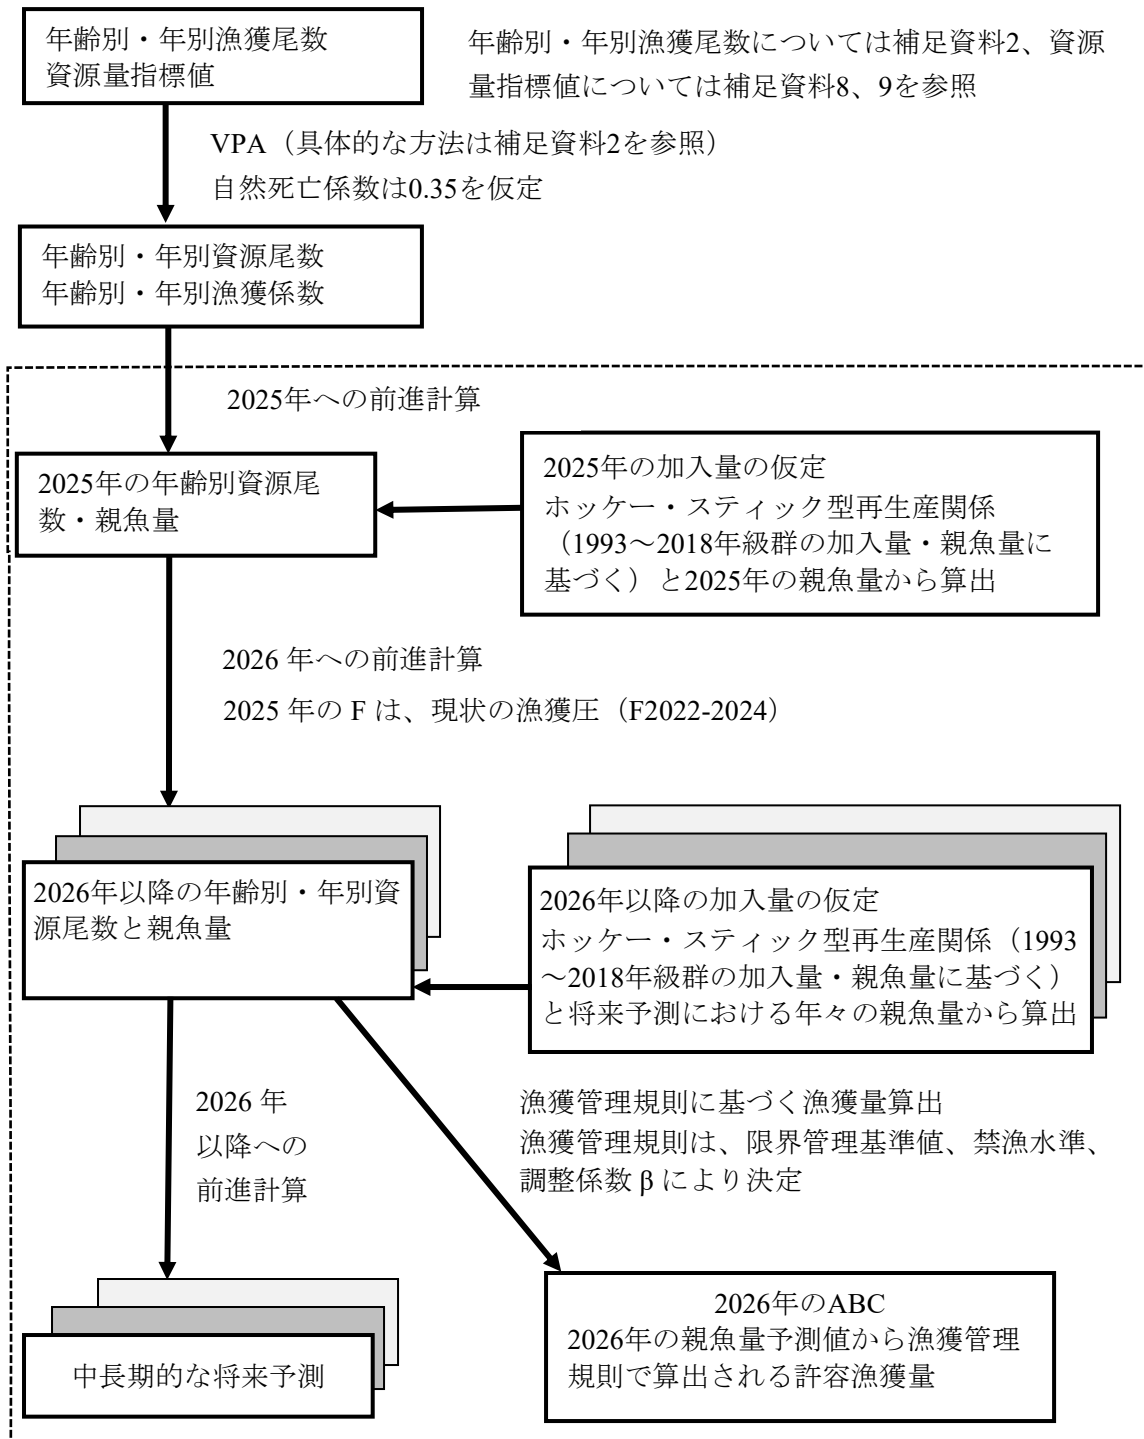 年齢別・年別漁獲尾数
資源量指標値
年齢別・年別漁獲尾数については補足資料2、資源
量指標値については補足資料8、9を参照
VPA（具体的な方法は補足資料2を参照）
自然死亡係数は0.35を仮定
年齢別・年別資源尾数
年齢別・年別漁獲係数
2025年への前進計算
2025年の年齢別資源尾
数・親魚量
2025年の加入量の仮定
ホッケー・スティック型再生産関係
（1993～2018年級群の加入量・親魚量に
基づく）と2025年の親魚量から算出
2026 年への前進計算
2025 年の F は、現状の漁獲圧（F2022-2024）
2026年以降の年齢別・年別資
源尾数と親魚量
2026年以降の加入量の仮定
ホッケー・スティック型再生産関係（1993
～2018年級群の加入量・親魚量に基づく）
と将来予測における年々の親魚量から算出
2026 年
以降への
前進計算
漁獲管理規則に基づく漁獲量算出
漁獲管理規則は、限界管理基準値、禁漁水準、
調整係数 β により決定
中長期的な将来予測
2026年のABC
2026年の親魚量予測値から漁獲管理
規則で算出される許容漁獲量